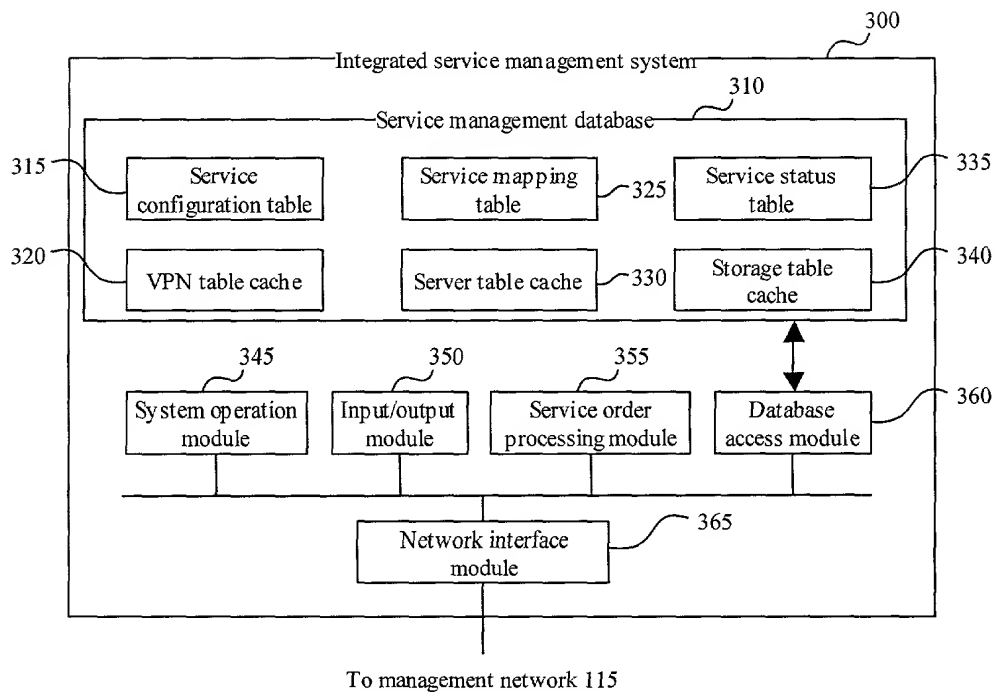 300
Integrated service management system
310
Service management database
315
Service
configuration table
Service mapping
table
325
Service status
table
335
320
VPN table cache
Server table cache
330
Storage table
cache
340
345
350
355
System operation
module
Input/output
module
Service order
processing module
Database
access module
360
365
Network interface
module
To management network 115